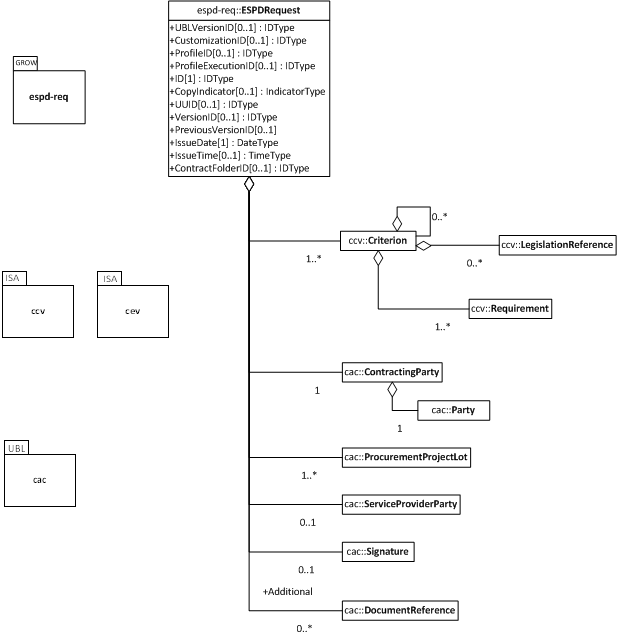 espd-req::ESPDRequest
+UBLVersionID[0..1] : IDType
+CustomizationID[0..1] : IDType
+ProfileID[0..1] : IDType
+ProfileExecutionID[0..1] : IDType
+ID[1] : IDType
+CopyIndicator[0..1] : IndicatorType
+UUID[0..1] : IDType
+VersionID[0..1] : IDType
+PreviousVersionID[0..1]
+IssueDate[1] : DateType
+IssueTime[0..1] : TimeType
+ContractFolderID[0..1] : IDType
GROW
espd-req
0..*
ccv::Criterion
1..*
ccv::LegislationReference
0..*
ISA
ccv
ISA
cev
ccv::Requirement
1..*
cac::ContractingParty
1
cac::Party
1
UBL
cac
cac::ProcurementProjectLot
1..*
cac::ServiceProviderParty
0..1
cac::Signature
0..1
+Additional
cac::DocumentReference
0..*